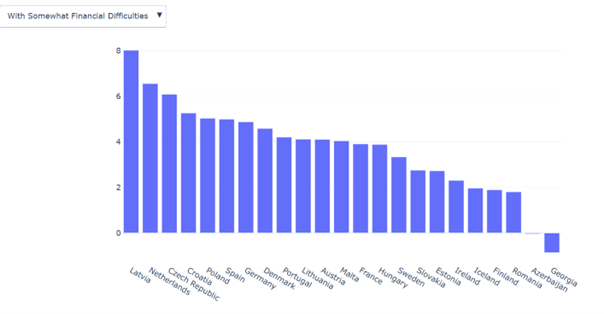 With Somewhat Financial Difficulties ▼
8
6
4
2
0
Latvia
Netherlands
Czech Republic
Croatia
Poland
Spain
Germany
Denmark
Portugal
Lithuania
Austria
Malta
France
Hungary
Sweden
Slovakia
Estonia
Ireland
Iceland
Finland
Romania
Azerbaijan
Georgia